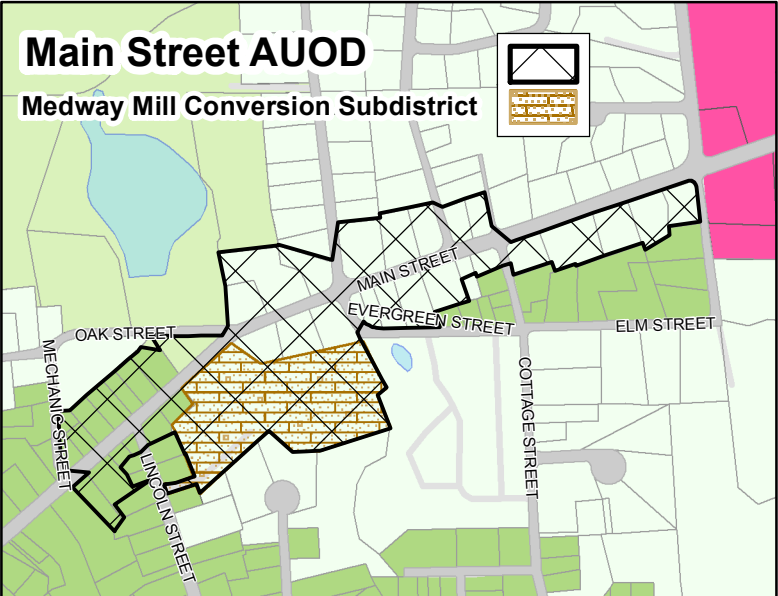 Main Street AUOD
Medway Mill Conversion Subdistrict
MAIN STREET
EVERGREEN STREET
ELM STREET
OAK STREET
MECHANIC STREET
COTTAGE STREET
LINCOLN STREET